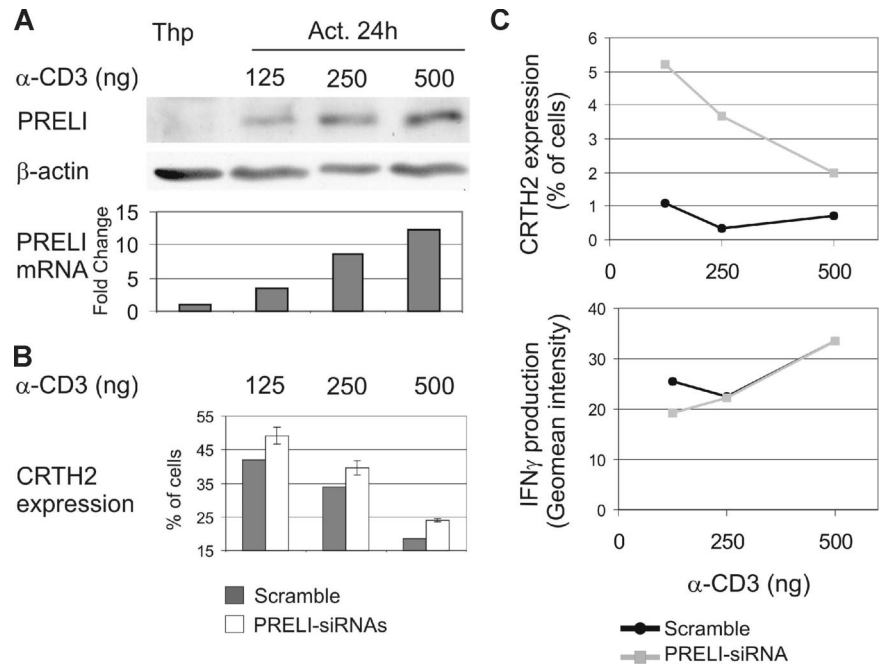 A
Thp
Act. 24h
α-CD3 (ng)
125
250
500
PRELI
β-actin
PRELI
mRNA
Fold Change
15
10
5
0
B
α-CD3 (ng)
125
250
500
CRTH2
expression
% of cells
55
45
35
25
15
Scramble
PRELI-siRNAs
C
CRTH2 expression
(% of cells)
6
5
4
3
2
1
0
0
250
500
IFNγ production
(Geomean intensity)
40
30
20
10
0
0
250
500
α-CD3 (ng)
Scramble
PRELI-siRNA